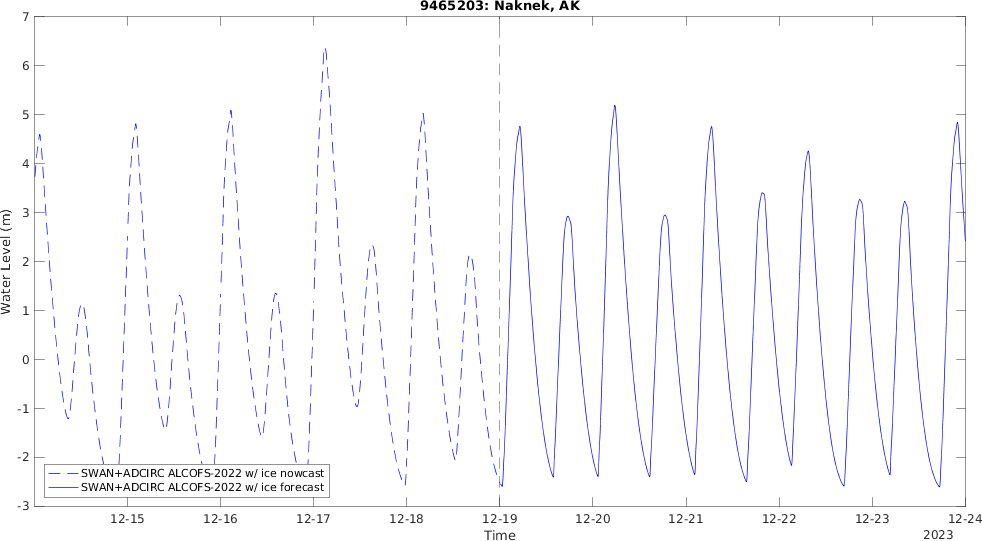 9465203: Naknek, AK
7
6
5
4
3
2
1
0
-1
-2
-3
Water Level (m)
SWAN+ADCIRC ALCOFS-2022 w/ ice nowcast
SWAN+ADCIRC ALCOFS-2022 w/ ice forecast
12-15 12-16 12-17 12-18 12-19 12-20 12-21 12-22 12-23 12-24
Time
2023